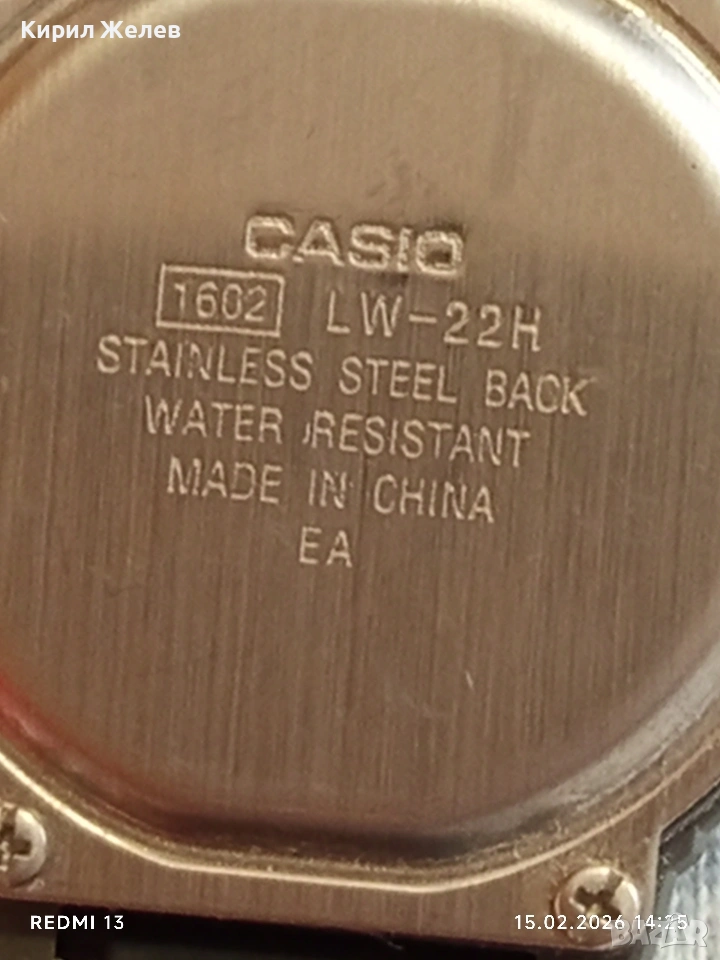 Кирил Желев
CASIO
1602 LW-22H
STAINLESS STEEL BACK
WATER RESISTANT
MADE IN CHINA
EA
REDMI 13
15.02.2026 14:25
BAZAR